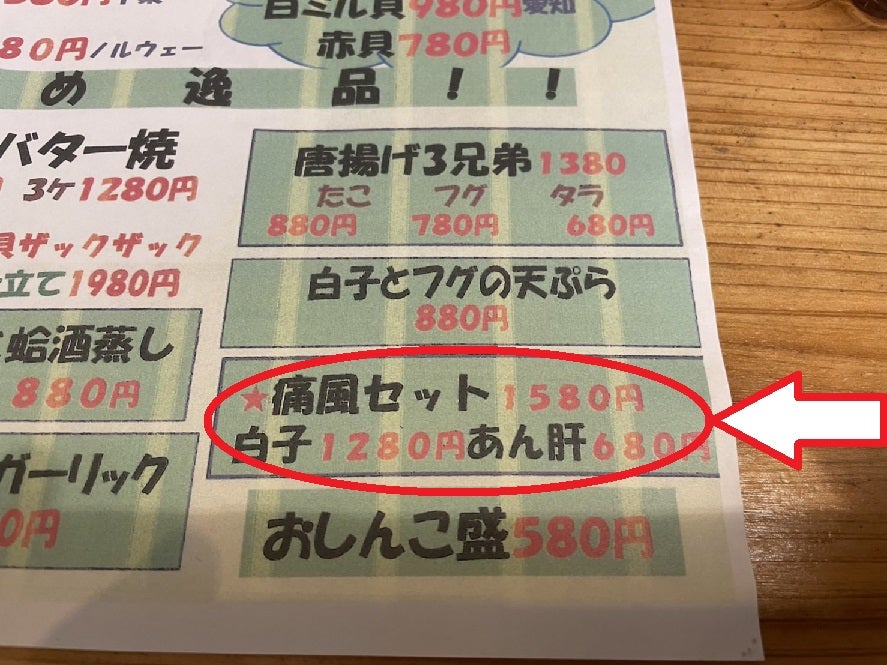 白ミル貝980円愛知
赤貝780円
80円ノルウェー
め逸品!!
バター焼
3ケ1280円
貝ザックザック
立て1980円
蛤酒蒸し
880円
ガーリック
0円
唐揚げ3兄弟1380
たこ フグ タラ
880円 780円 680円
白子とフグの天ぷら
880円
★痛風セット1580円
白子1280円あん肝680円
おしんこ盛580円